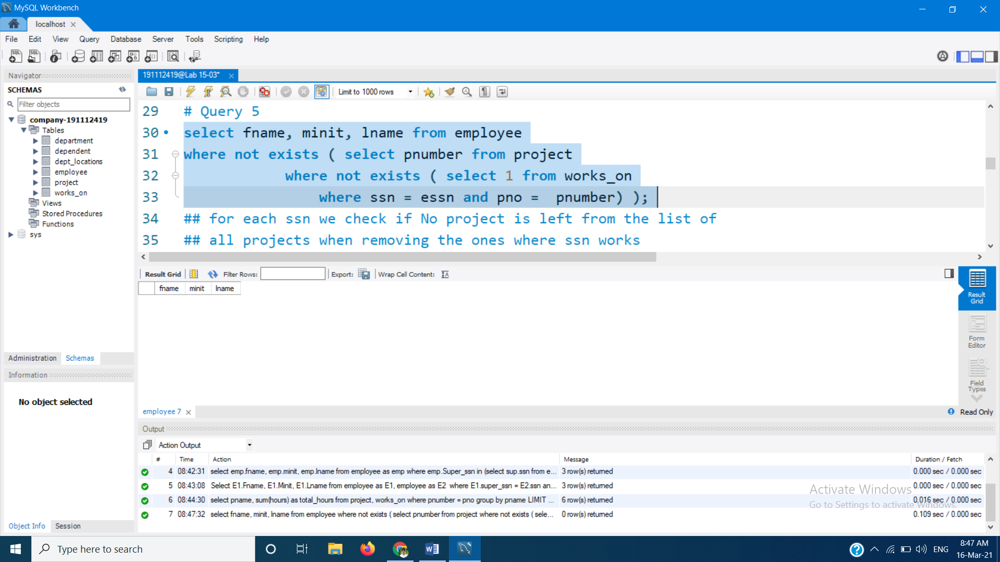 MySQL Workbench
localhost
File Edit View Query Database Server Tools Scripting Help
Navigator
SCHEMAS
Filter objects
company-191112419
Tables
department
dependent
dept_locations
employee
project
works_on
Views
Stored Procedures
Functions
sys
Administration Schemas
Information
No object selected
Object Info Session
191112419@Lab 15-03*
Limit to 1000 rows
29 # Query 5
30 select fname, minit, lname from employee
31 where not exists ( select pnumber from project
32 where not exists ( select 1 from works_on
33 where ssn = essn and pno = pnumber) );
34 ## for each ssn we check if No project is left from the list of
35 ## all projects when removing the ones where ssn works
Result Grid Filter Rows: Export: Wrap Cell Content:
fname minit lname
Result Grid
Form Editor
Field Types
employee 7
Read Only
Output
Action Output
# Time Action Message Duration / Fetch
4 08:42:31 select emp.fname, emp.minit, emp.lname from employee as emp where emp.Super_ssn in (select sup.ssn from e... 3 row(s) returned 0.000 sec / 0.000 sec
5 08:43:08 Select E1.Fname, E1.Minit, E1.Lname from employee as E1, employee as E2 where E1.super_ssn = E2.ssn an... 3 row(s) returned 0.000 sec / 0.000 sec
6 08:44:30 select pname, sum(hours) as total_hours from project, works_on where pnumber = pno group by pname LIMIT ... 6 row(s) returned 0.016 sec / 0.000 sec
7 08:47:32 select fname, minit, lname from employee where not exists ( select pnumber from project where not exists ( sele... 0 row(s) returned 0.109 sec / 0.000 sec
Activate Windows
Go to Settings to activate Windows.
Type here to search
ENG
8:47 AM
16-Mar-21